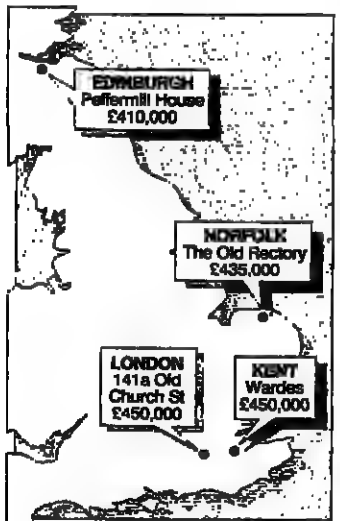 EDINBURGH
Peffermill House
£410,000
NORFOLK
The Old Rectory
£435,000
LONDON
141a Old
Church St
£450,000
KENT
Wardes
£450,000